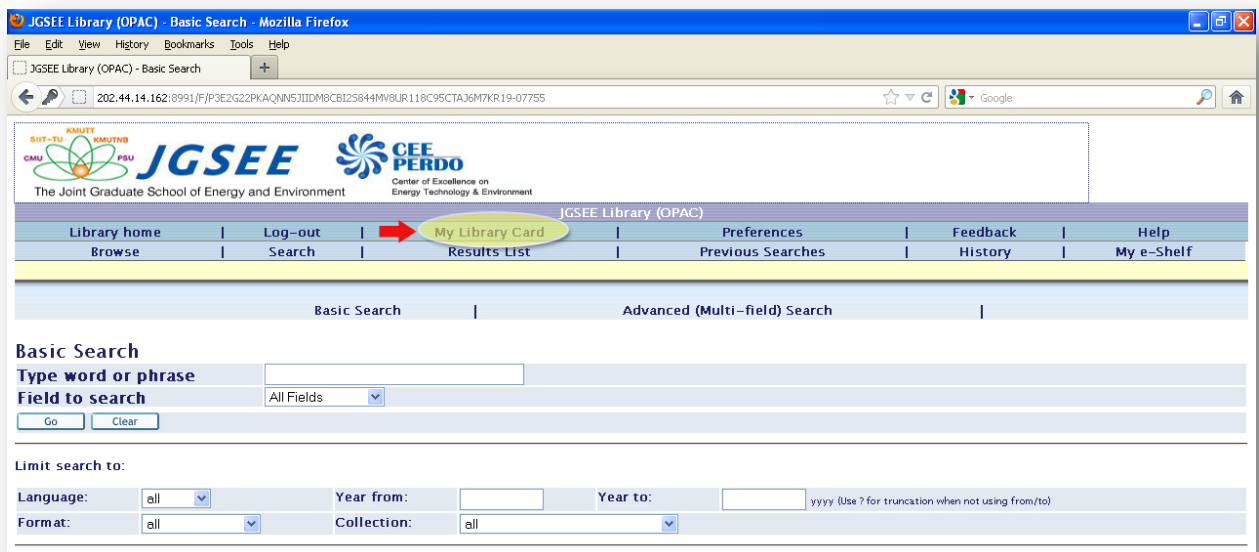 JGSEE Library (OPAC) - Basic Search - Mozilla Firefox
File Edit View History Bookmarks Tools Help
JGSEE Library (OPAC) - Basic Search +
202.44.14.162:8991/F/P3E2G22PKAQNN5JIIDM8CBI2S844MV8UR118C95CTAJ6M7KR19-07755 Google
KMUTT
SIIT-TU KMUTNB
CMU PSU JGSEE
The Joint Graduate School of Energy and Environment
CEE
PERDO
Center of Excellence on
Energy Technology & Environment
JGSEE Library (OPAC)
Library home | Log-out | My Library Card | Preferences | Feedback | Help
Browse | Search | Results List | Previous Searches | History | My e-Shelf
Basic Search | Advanced (Multi-field) Search |
Basic Search
Type word or phrase
Field to search All Fields
Go Clear
Limit search to:
Language: all Year from: Year to: yyyy (Use ? for truncation when not using from/to)
Format: all Collection: all